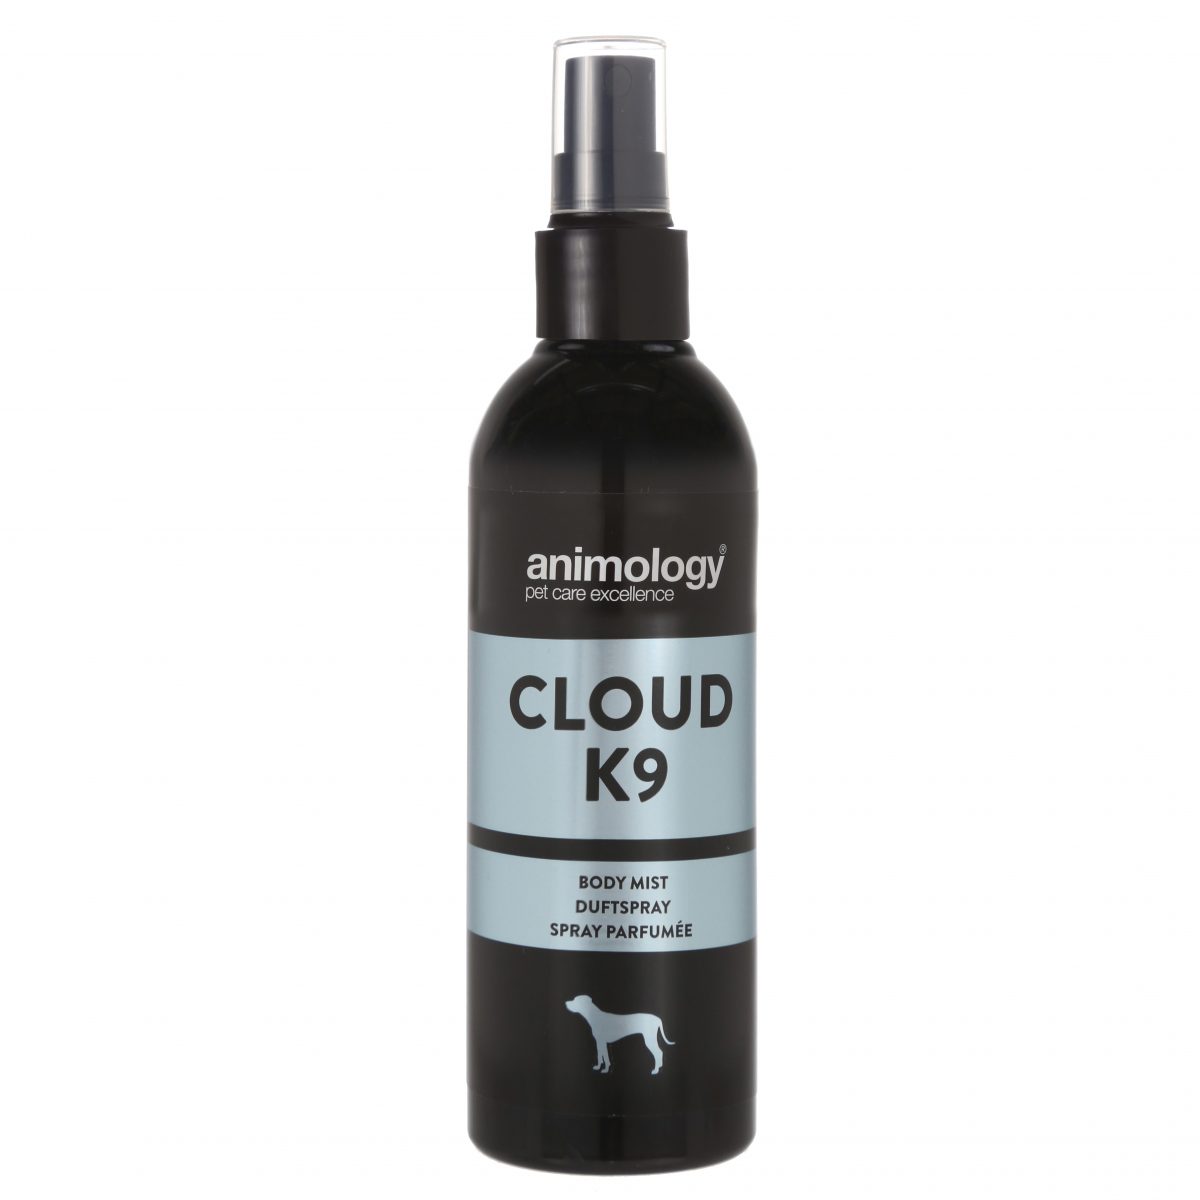 animology®
pet care excellence
CLOUD
K9
BODY MIST
DUFTSPRAY
SPRAY PARFUMÉE